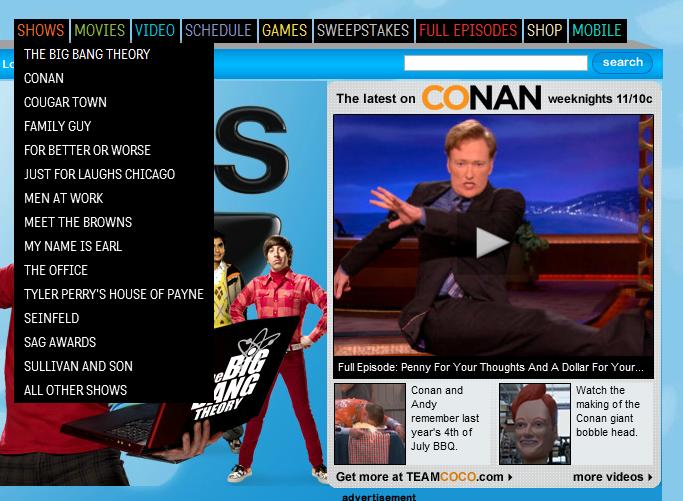 SHOWS MOVIES VIDEO SCHEDULE GAMES SWEEPSTAKES FULL EPISODES SHOP MOBILE
Lo
search
THE BIG BANG THEORY
CONAN
COUGAR TOWN
FAMILY GUY
FOR BETTER OR WORSE
JUST FOR LAUGHS CHICAGO
MEN AT WORK
MEET THE BROWNS
MY NAME IS EARL
THE OFFICE
TYLER PERRY'S HOUSE OF PAYNE
SEINFELD
SAG AWARDS
SULLIVAN AND SON
ALL OTHER SHOWS
S
The BIG
BANG
THEORY
The latest on CONAN weeknights 11/10c
Full Episode: Penny For Your Thoughts And A Dollar For Your...
Conan and
Andy
remember last
year's 4th of
July BBQ.
Watch the
making of the
Conan giant
bobble head.
Get more at TEAMCOCO.com
more videos
advertisement